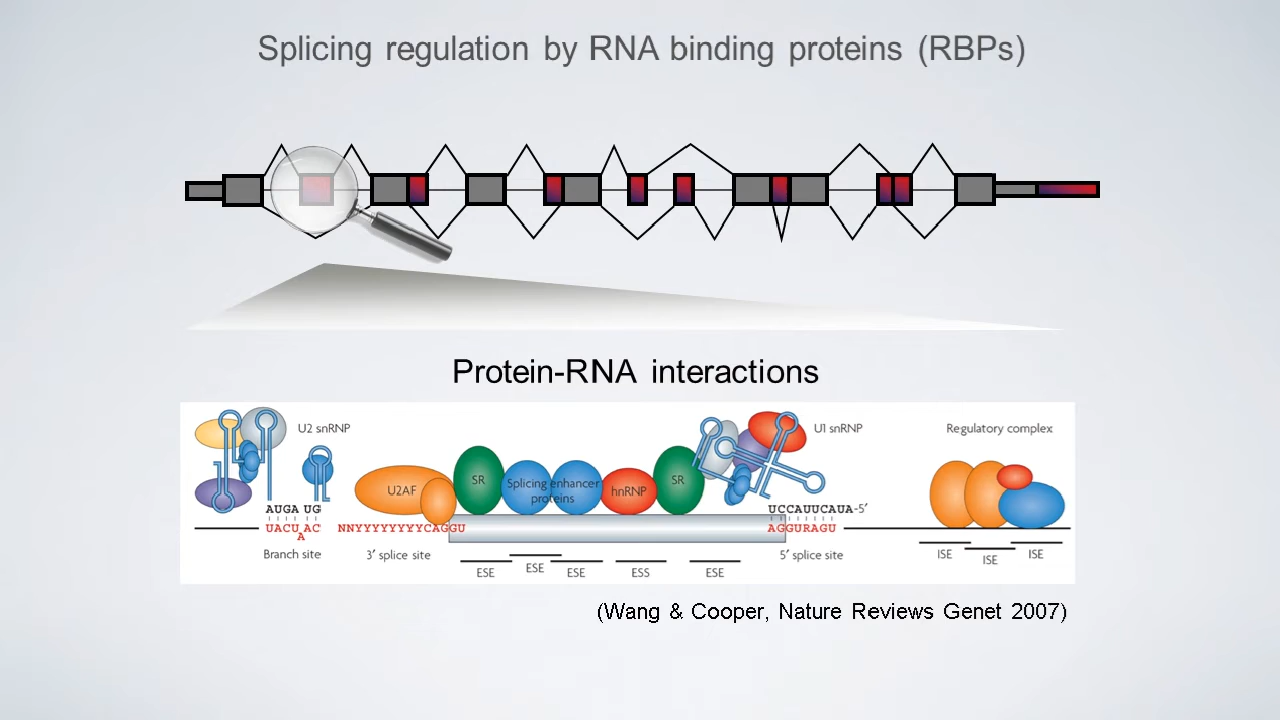 Splicing regulation by RNA binding proteins (RBPs)
Protein-RNA interactions
U2 snRNP
U1 snRNP
Regulatory complex
U2AF
SR
Splicing enhancer
proteins
hnRNP
SR
AUGA UG
UCCAUUCAUA-5′
UACU AC
A
NNYYYYYYYYCAGGU
AGGURAGU
Branch site
3′ splice site
5′ splice site
ESE
ESE
ESE
ESS
ESE
ISE
ISE
ISE
(Wang & Cooper, Nature Reviews Genet 2007)